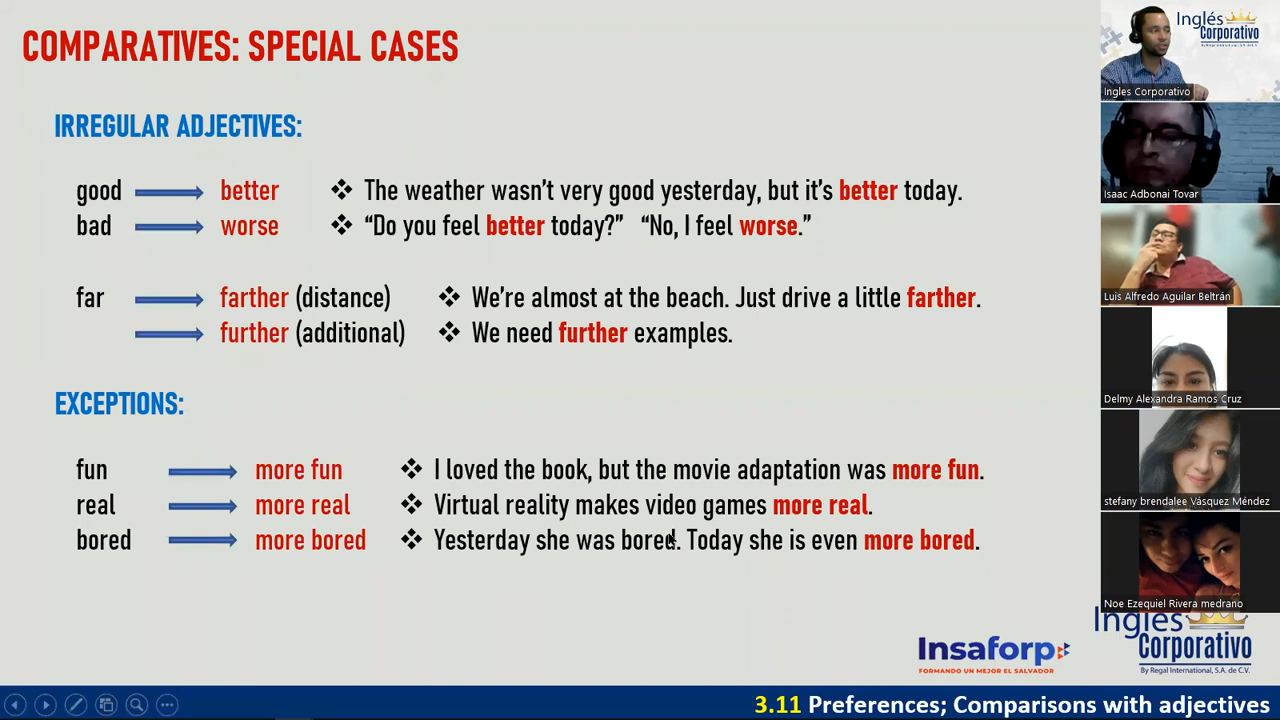 COMPARATIVES: SPECIAL CASES
IRREGULAR ADJECTIVES:
good better ❖ The weather wasn't very good yesterday, but it's better today.
bad worse ❖ “Do you feel better today?” “No, I feel worse.”
far farther (distance) ❖ We're almost at the beach. Just drive a little farther.
further (additional) ❖ We need further examples.
EXCEPTIONS:
fun more fun ❖ I loved the book, but the movie adaptation was more fun.
real more real ❖ Virtual reality makes video games more real.
bored more bored ❖ Yesterday she was bored. Today she is even more bored.
Insaforp
FORMANDO UN MEJOR EL SALVADOR
Inglés
Corporativo
By Regal International, S.A. de C.V.
3.11 Preferences; Comparisons with adjectives
Inglés
Corporativo
By Regal International, S.A. de C.V.
Ingles Corporativo
Isaac Adbonai Tovar
Luis Alfredo Aguilar Beltrán
Delmy Alexandra Ramos Cruz
stefany brendalee Vásquez Méndez
Noe Ezequiel Rivera medrano